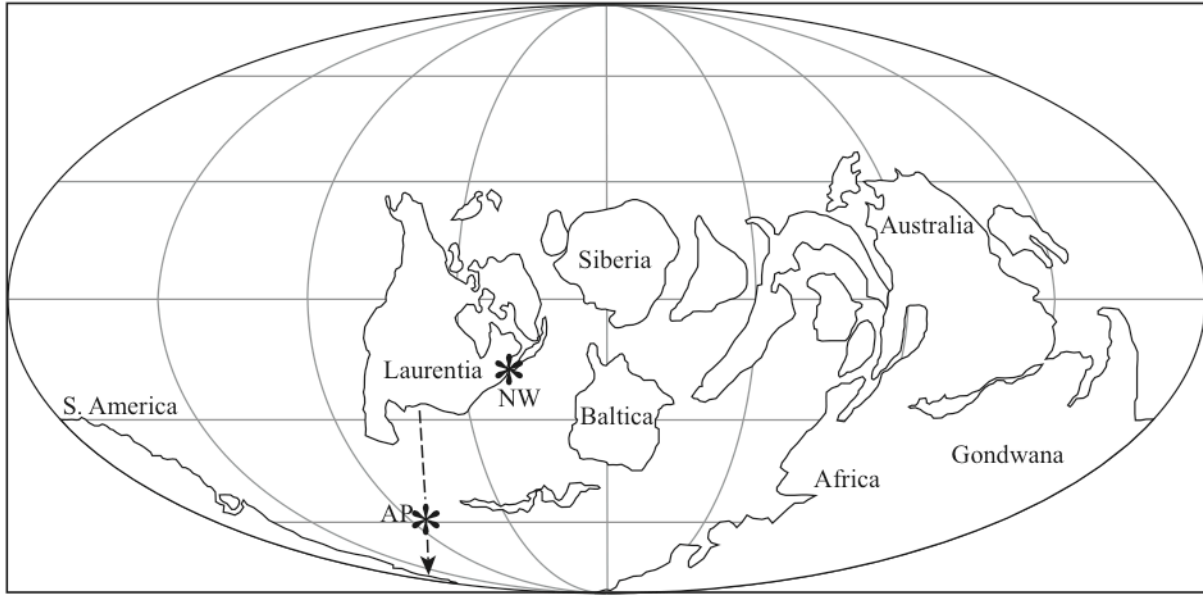 Australia
Siberia
Laurentia
NW
S. America
Baltica
Gondwana
Africa
AP